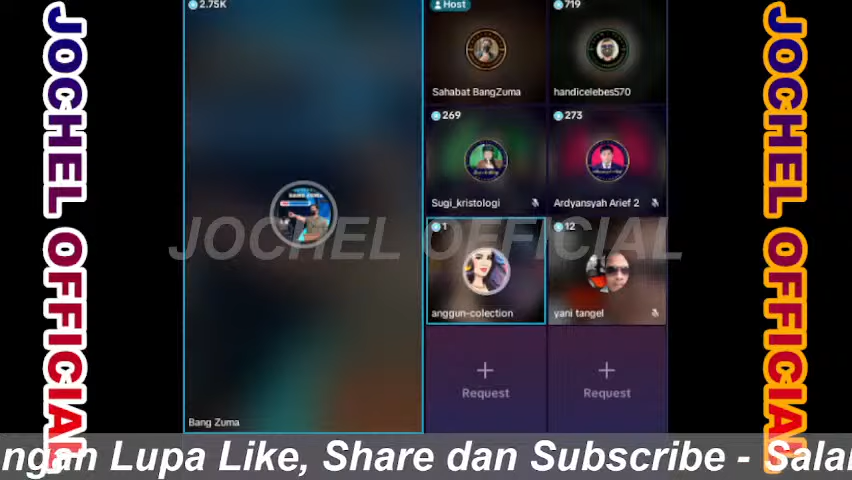 JOCHEL OFFICIAL
2.75K
Bang Zuma
Host
Sahabat BangZuma
719
handicelebes570
269
Sugi_kristologi
273
Ardyansyah Arief 2
1
anggun-colection
12
yani tangel
Request
Request
JOCHEL OFFICIAL
JOCHEL OFFICIAL
ngan Lupa Like, Share dan Subscribe - Sala